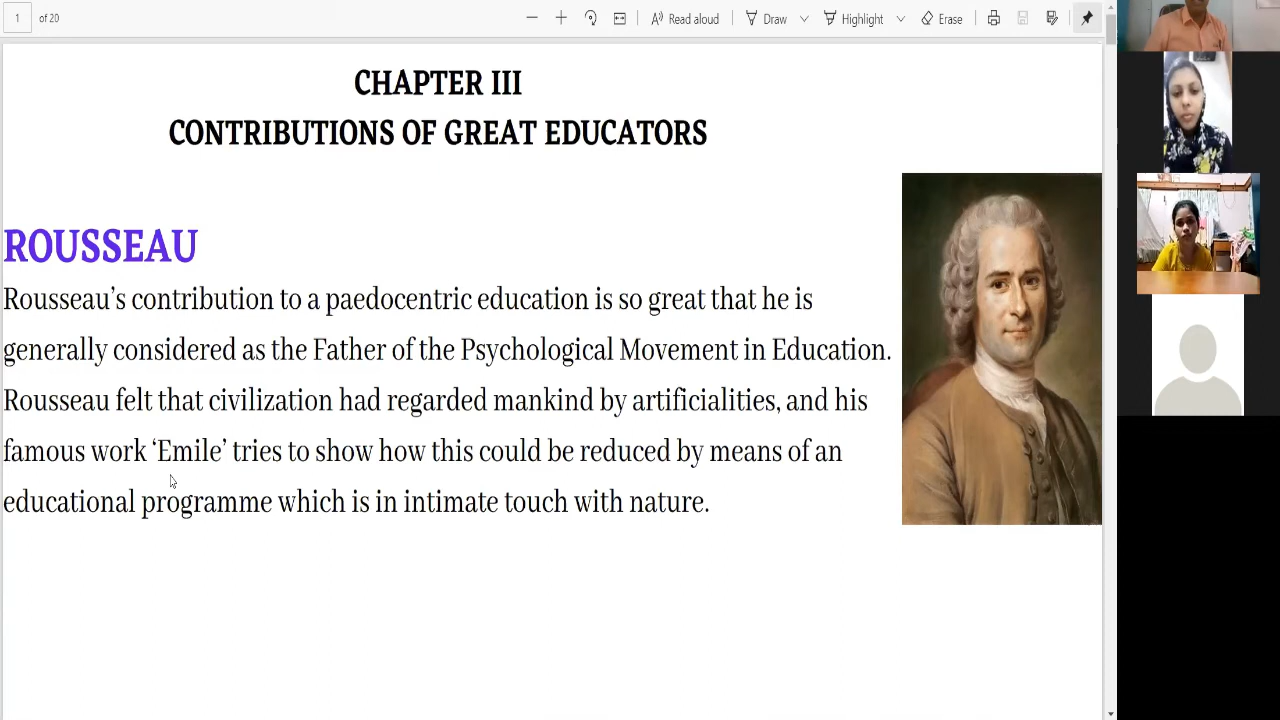 1 of 20 Read aloud Draw Highlight Erase
CHAPTER III
CONTRIBUTIONS OF GREAT EDUCATORS
ROUSSEAU
Rousseau’s contribution to a paedocentric education is so great that he is
generally considered as the Father of the Psychological Movement in Education.
Rousseau felt that civilization had regarded mankind by artificialities, and his
famous work ‘Emile’ tries to show how this could be reduced by means of an
educational programme which is in intimate touch with nature.